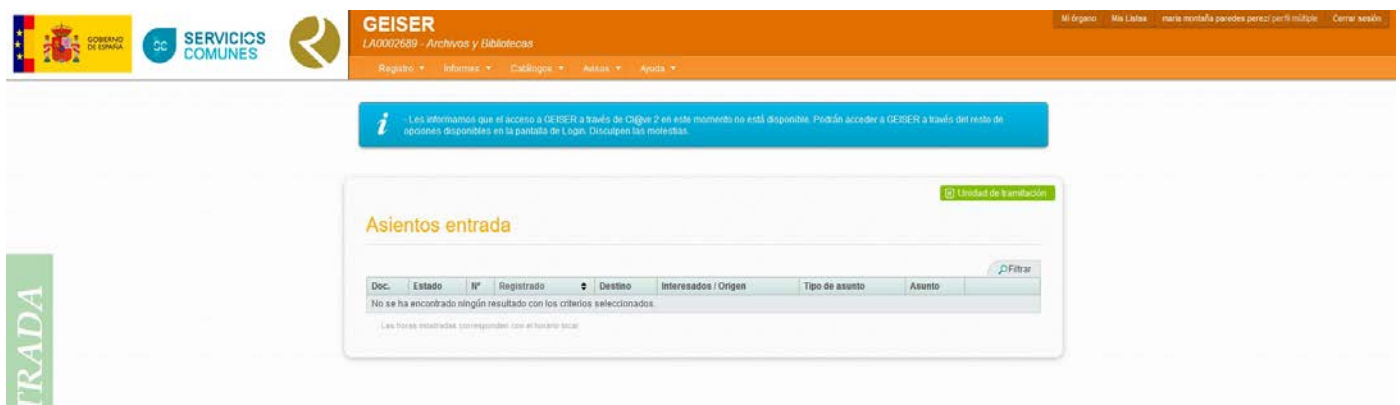 GOBIERNO
DE ESPAÑA
SC
SERVICIOS
COMUNES
GEISER
LA0002689 - Archivos y Bibliotecas
Mi órgano Mis Listas maria montaña paredes perez/ perfil múltiple Cerrar sesión
Registro Informes Catálogos Avisos Ayuda
- Les informamos que el acceso a GEISER a través de Cl@ve 2 en este momento no está disponible. Podrán acceder a GEISER a través del resto de
opciones disponibles en la pantalla de Login. Disculpen las molestias.
Unidad de tramitación
Asientos entrada
Filtrar
Doc. Estado Nº Registrado Destino Interesados / Origen Tipo de asunto Asunto
No se ha encontrado ningún resultado con los criterios seleccionados.
Las horas mostradas corresponden con el horario local
TRADA